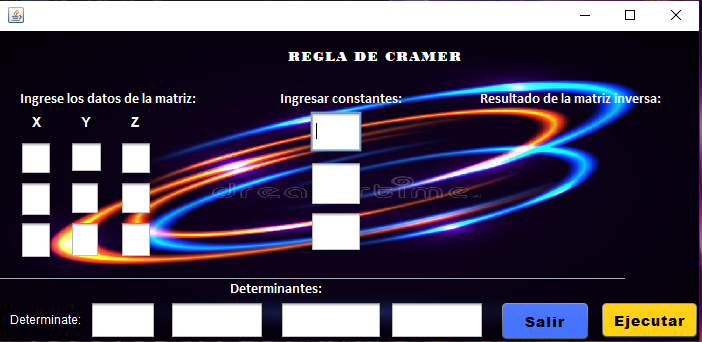 REGLA DE CRAMER
Ingrese los datos de la matriz:
Ingresar constantes:
Resultado de la matriz inversa:
X Y Z
dreamstime.
Determinantes:
Determinate:
Salir
Ejecutar